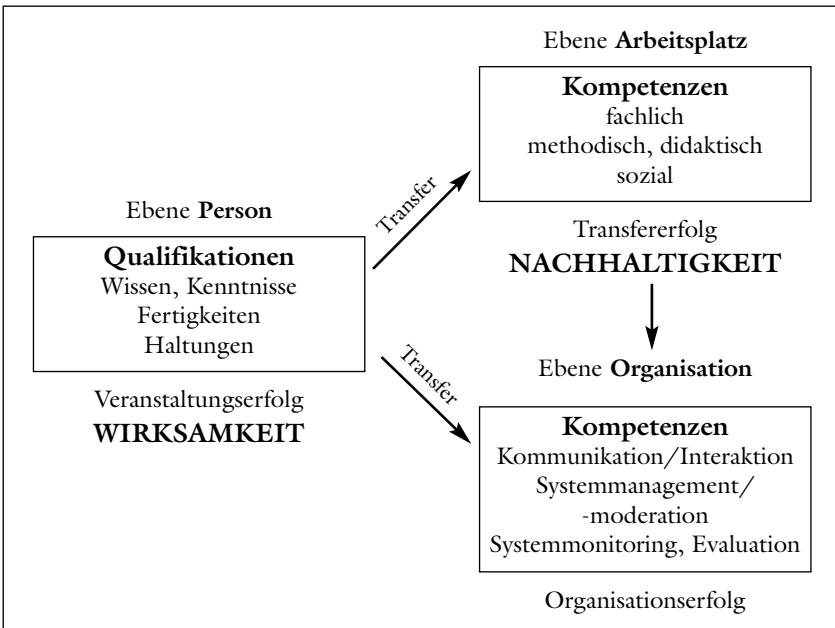 Ebene Person
Qualifikationen
Wissen, Kenntnisse
Fertigkeiten
Haltungen
Veranstaltungserfolg
WIRKSAMKEIT
Transfer
Transfer
Ebene Arbeitsplatz
Kompetenzen
fachlich
methodisch, didaktisch
sozial
Transfererfolg
NACHHALTIGKEIT
Ebene Organisation
Kompetenzen
Kommunikation/Interaktion
Systemmanagement/
-moderation
Systemmonitoring, Evaluation
Organisationserfolg